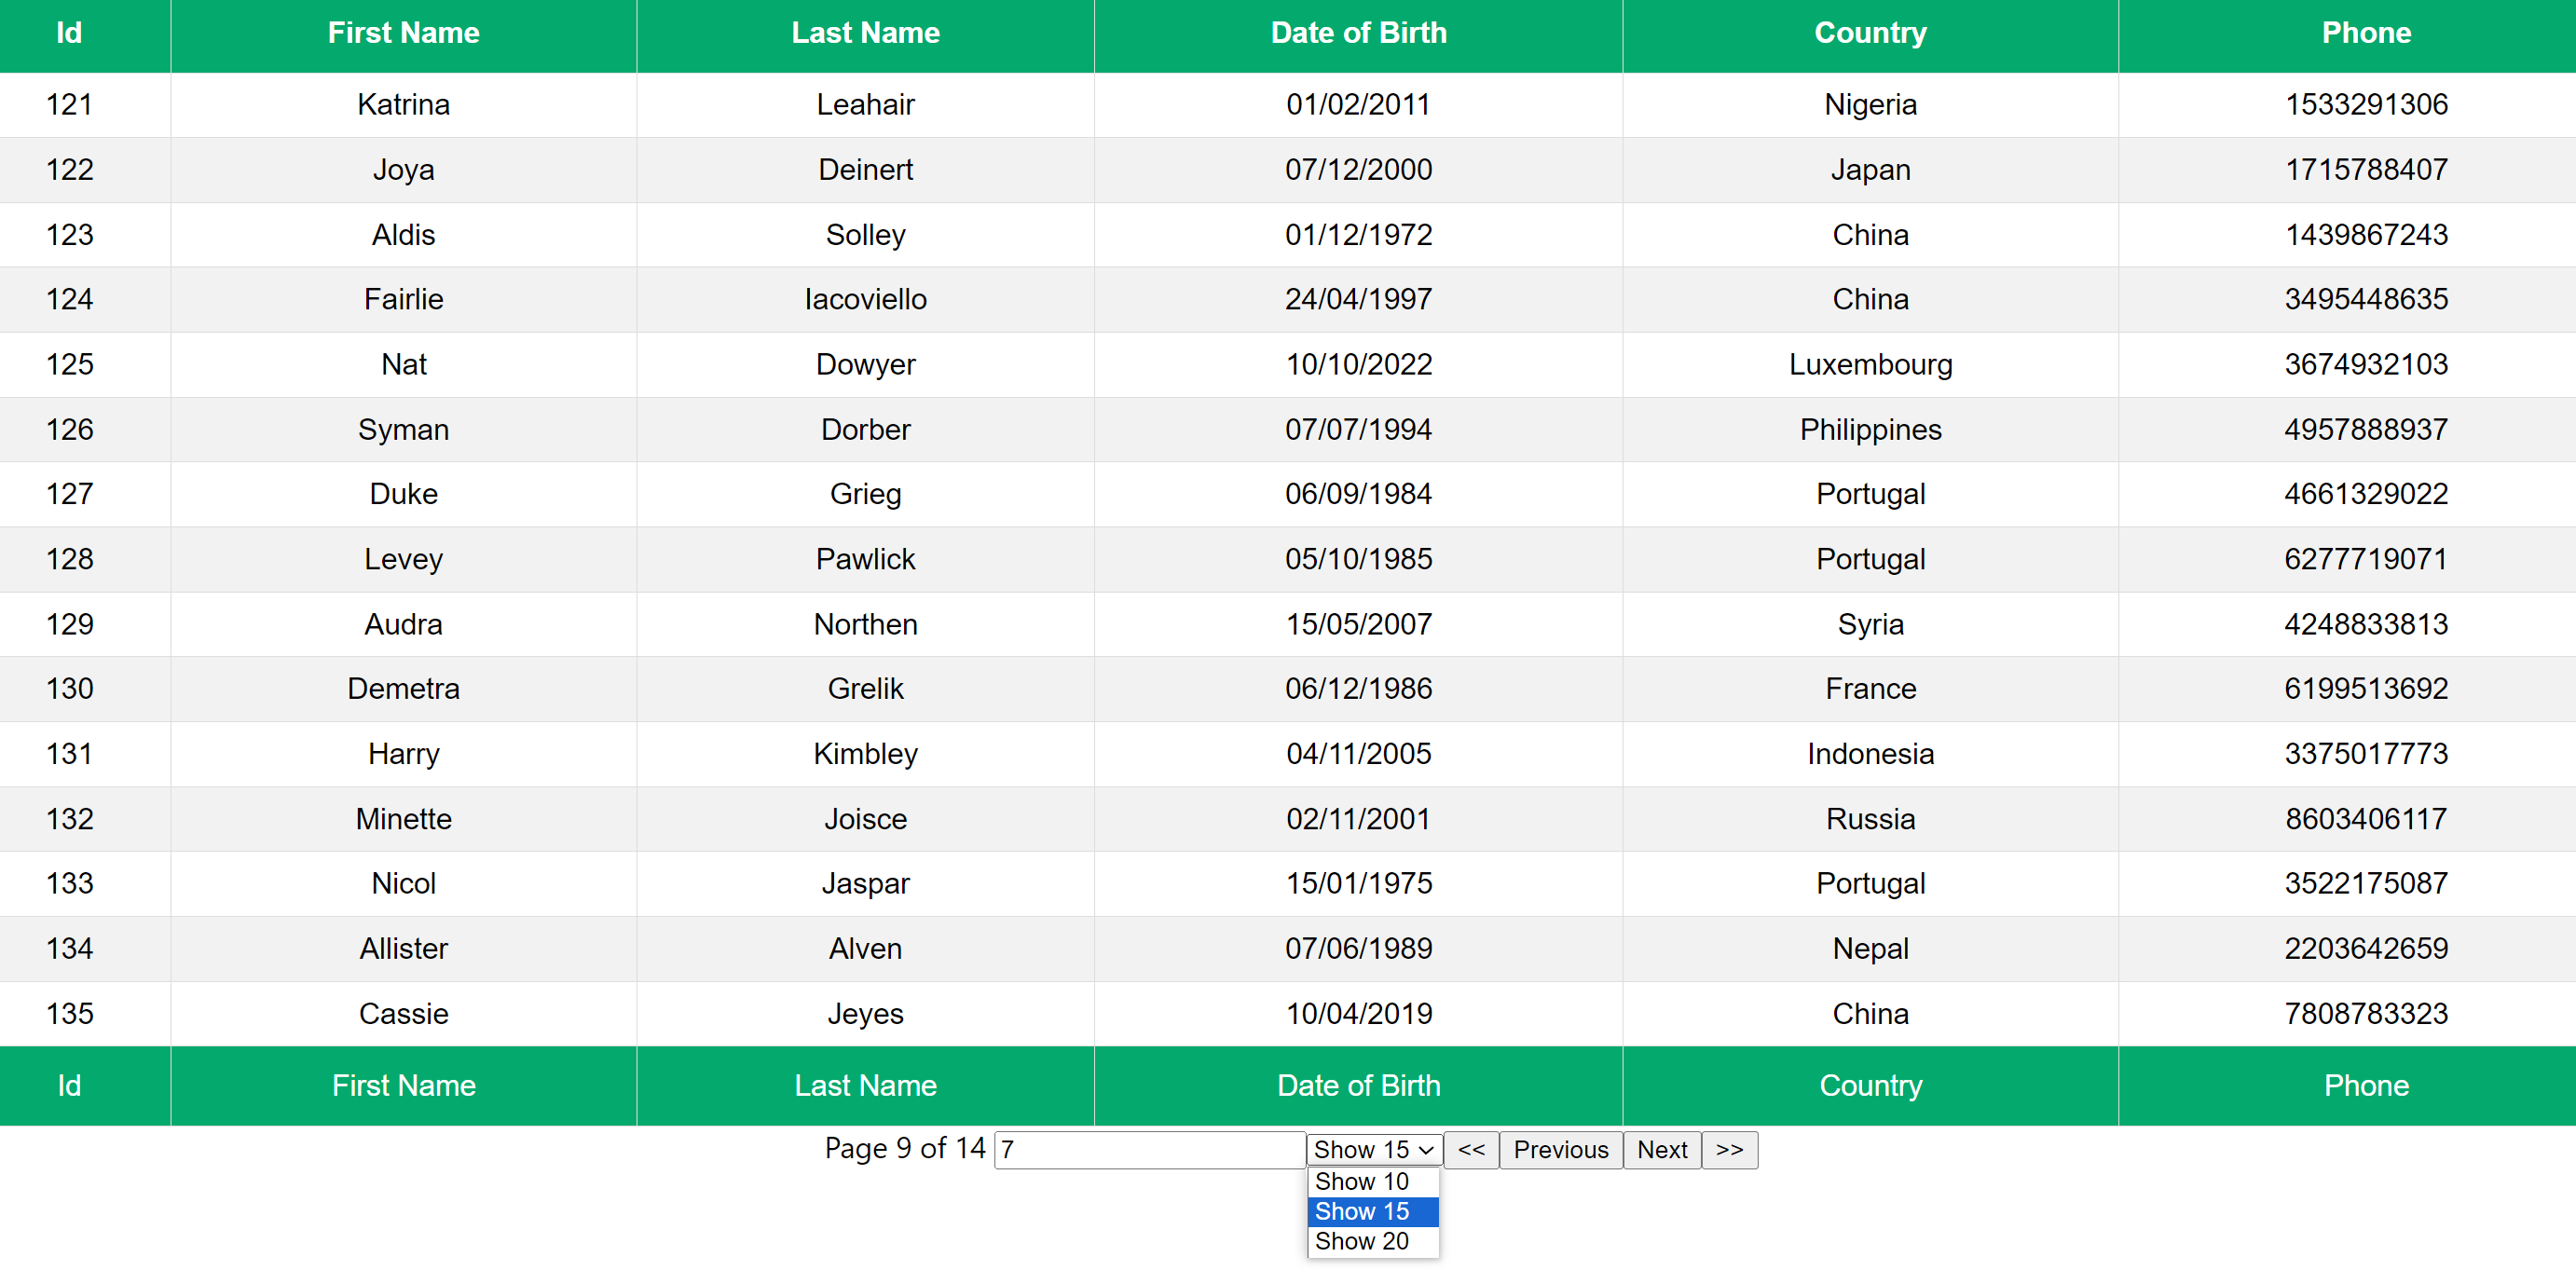 Id First Name Last Name Date of Birth Country Phone
121 Katrina Leahair 01/02/2011 Nigeria 1533291306
122 Joya Deinert 07/12/2000 Japan 1715788407
123 Aldis Solley 01/12/1972 China 1439867243
124 Fairlie Iacoviello 24/04/1997 China 3495448635
125 Nat Dowyer 10/10/2022 Luxembourg 3674932103
126 Syman Dorber 07/07/1994 Philippines 4957888937
127 Duke Grieg 06/09/1984 Portugal 4661329022
128 Levey Pawlick 05/10/1985 Portugal 6277719071
129 Audra Northen 15/05/2007 Syria 4248833813
130 Demetra Grelik 06/12/1986 France 6199513692
131 Harry Kimbley 04/11/2005 Indonesia 3375017773
132 Minette Joisce 02/11/2001 Russia 8603406117
133 Nicol Jaspar 15/01/1975 Portugal 3522175087
134 Allister Alven 07/06/1989 Nepal 2203642659
135 Cassie Jeyes 10/04/2019 China 7808783323
Id First Name Last Name Date of Birth Country Phone
Page 9 of 14 7 Show 15 << Previous Next >>
Show 10
Show 15
Show 20